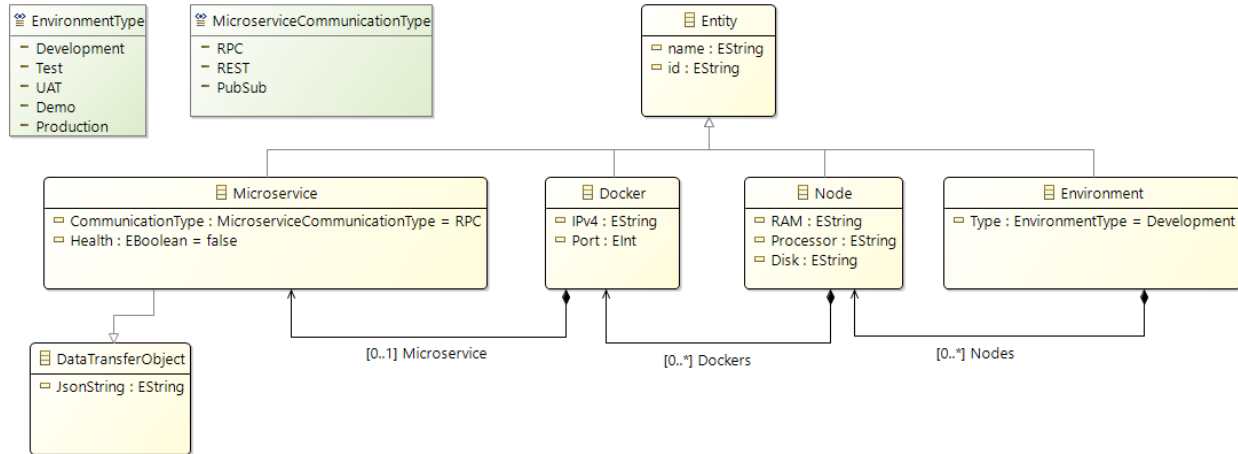 EnvironmentType
Development
Test
UAT
Demo
Production
MicroserviceCommunicationType
RPC
REST
PubSub
Entity
name : EString
id : EString
Microservice
CommunicationType : MicroserviceCommunicationType = RPC
Health : EBoolean = false
Docker
IPv4 : EString
Port : EInt
Node
RAM : EString
Processor : EString
Disk : EString
Environment
Type : EnvironmentType = Development
[0..1] Microservice
[0..*] Dockers
[0..*] Nodes
DataTransferObject
JsonString : EString